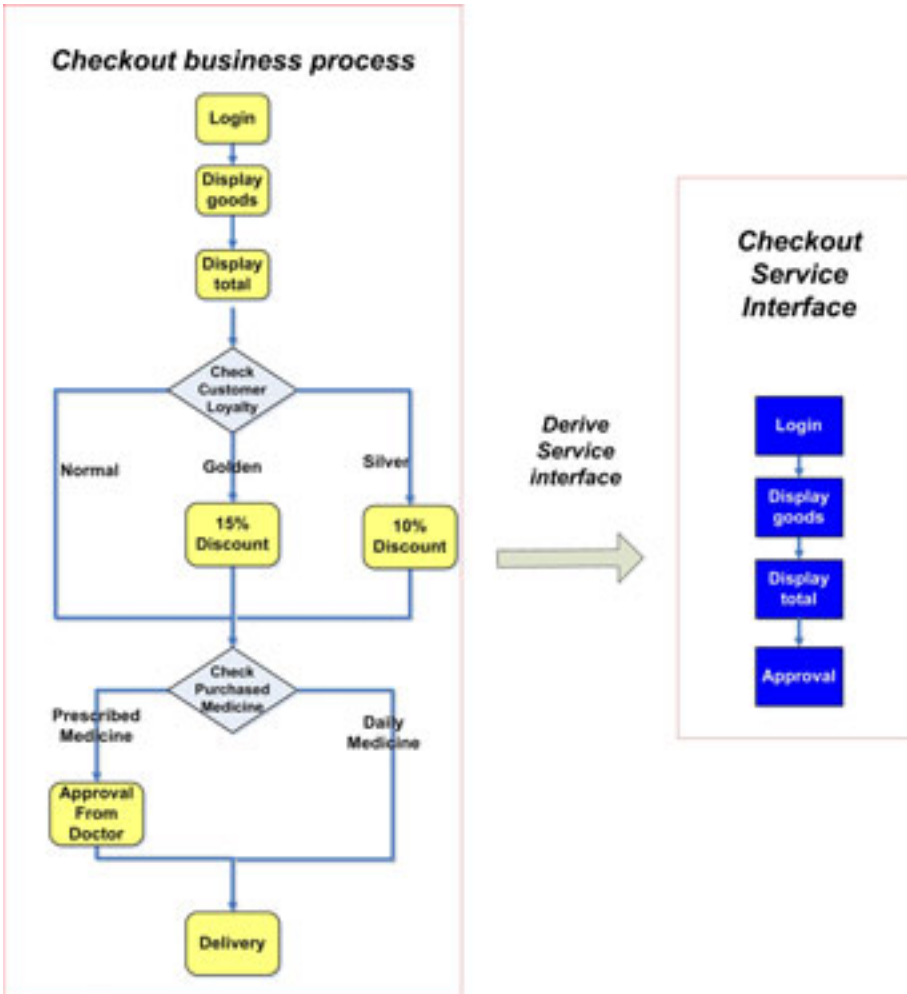 Checkout business process
Login
Display
goods
Display
total
Check
Customer
Loyalty
Normal
Golden
Silver
15%
Discount
10%
Discount
Check
Purchased
Medicine
Prescribed
Medicine
Daily
Medicine
Approval
From
Doctor
Delivery
Derive
Service
interface
Checkout
Service
Interface
Login
Display
goods
Display
total
Approval